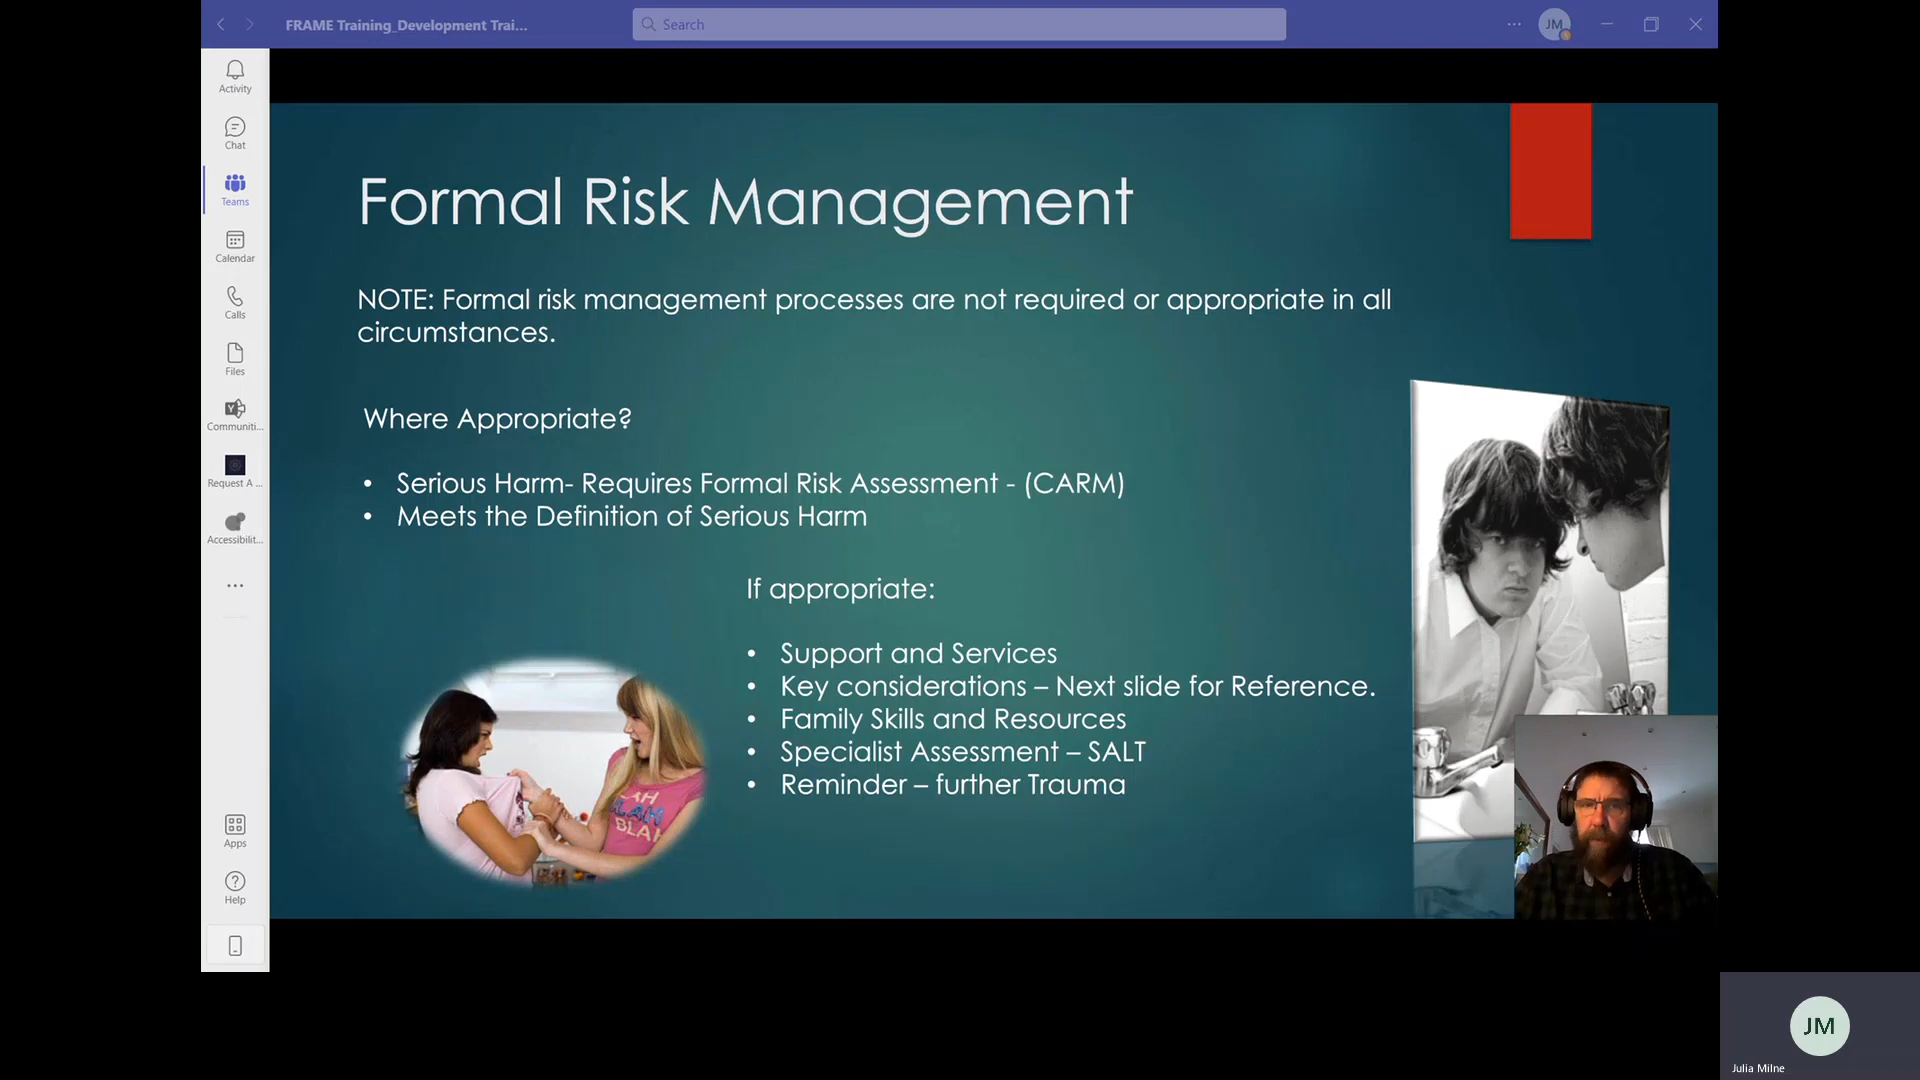 FRAME Training_Development Trai...
Search
JM
Activity
Chat
Teams
Calendar
Calls
Files
Communiti...
Request A ...
Accessibilit...
Apps
Help
Formal Risk Management
NOTE: Formal risk management processes are not required or appropriate in all
circumstances.
Where Appropriate?
• Serious Harm- Requires Formal Risk Assessment - (CARM)
• Meets the Definition of Serious Harm
If appropriate:
• Support and Services
• Key considerations – Next slide for Reference.
• Family Skills and Resources
• Specialist Assessment – SALT
• Reminder – further Trauma
BLAH
BLA
JM
Julia Milne